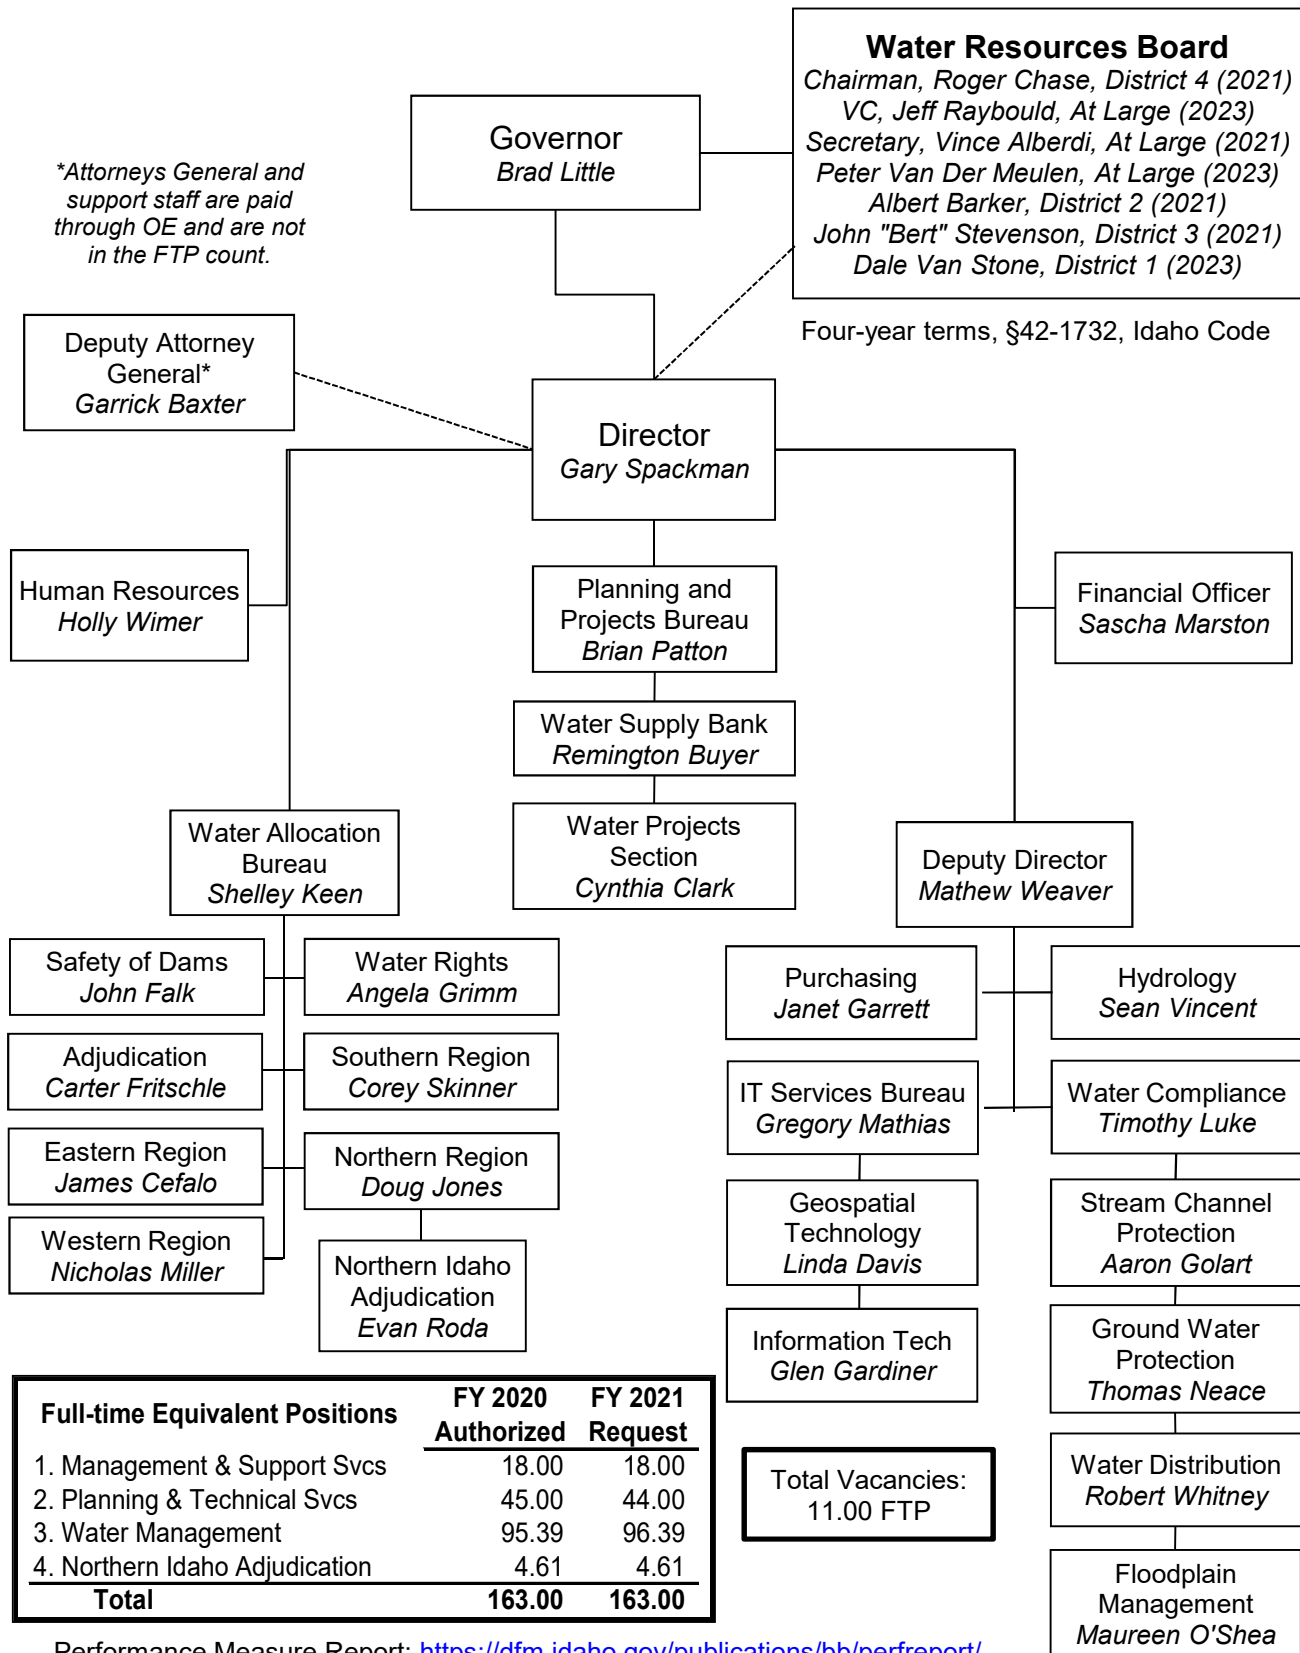 Water Resources Board
Chairman, Roger Chase, District 4 (2021)
VC, Jeff Raybould, At Large (2023)
Secretary, Vince Alberdi, At Large (2021)
Peter Van Der Meulen, At Large (2023)
Albert Barker, District 2 (2021)
John "Bert" Stevenson, District 3 (2021)
Dale Van Stone, District 1 (2023)
Four-year terms, §42-1732, Idaho Code
Governor
Brad Little
*Attorneys General and
support staff are paid
through OE and are not
in the FTP count.
Deputy Attorney
General*
Garrick Baxter
Director
Gary Spackman
Human Resources
Holly Wimer
Planning and
Projects Bureau
Brian Patton
Financial Officer
Sascha Marston
Water Supply Bank
Remington Buyer
Water Projects
Section
Cynthia Clark
Water Allocation
Bureau
Shelley Keen
Deputy Director
Mathew Weaver
Safety of Dams
John Falk
Water Rights
Angela Grimm
Adjudication
Carter Fritschle
Southern Region
Corey Skinner
Eastern Region
James Cefalo
Northern Region
Doug Jones
Western Region
Nicholas Miller
Northern Idaho
Adjudication
Evan Roda
Purchasing
Janet Garrett
Hydrology
Sean Vincent
IT Services Bureau
Gregory Mathias
Water Compliance
Timothy Luke
Geospatial
Technology
Linda Davis
Stream Channel
Protection
Aaron Golart
Information Tech
Glen Gardiner
Ground Water
Protection
Thomas Neace
Water Distribution
Robert Whitney
Floodplain
Management
Maureen O'Shea
Total Vacancies:
11.00 FTP
Full-time Equivalent Positions FY 2020 Authorized FY 2021 Request
1. Management & Support Svcs 18.00 18.00
2. Planning & Technical Svcs 45.00 44.00
3. Water Management 95.39 96.39
4. Northern Idaho Adjudication 4.61 4.61
Total 163.00 163.00
Performance Measure Report: https://dfm.idaho.gov/publications/bb/perfreport/